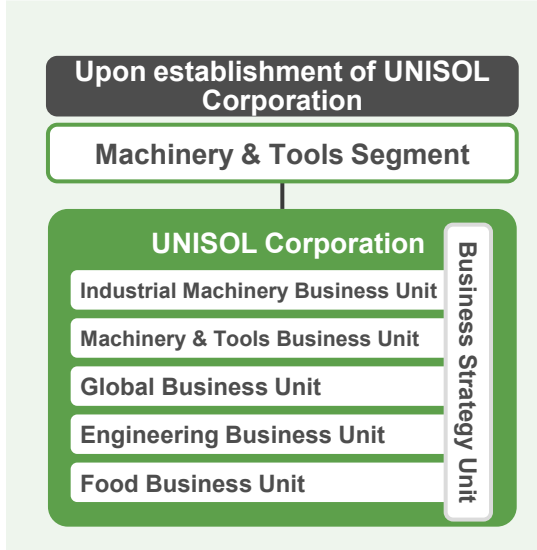 Upon establishment of UNISOL
Corporation
Machinery & Tools Segment
UNISOL Corporation
Industrial Machinery Business Unit
Machinery & Tools Business Unit
Global Business Unit
Engineering Business Unit
Food Business Unit
Business Strategy Unit